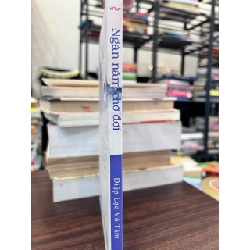 Ngàn năm chờ đợi
Diệp Lạc Vô Tâm